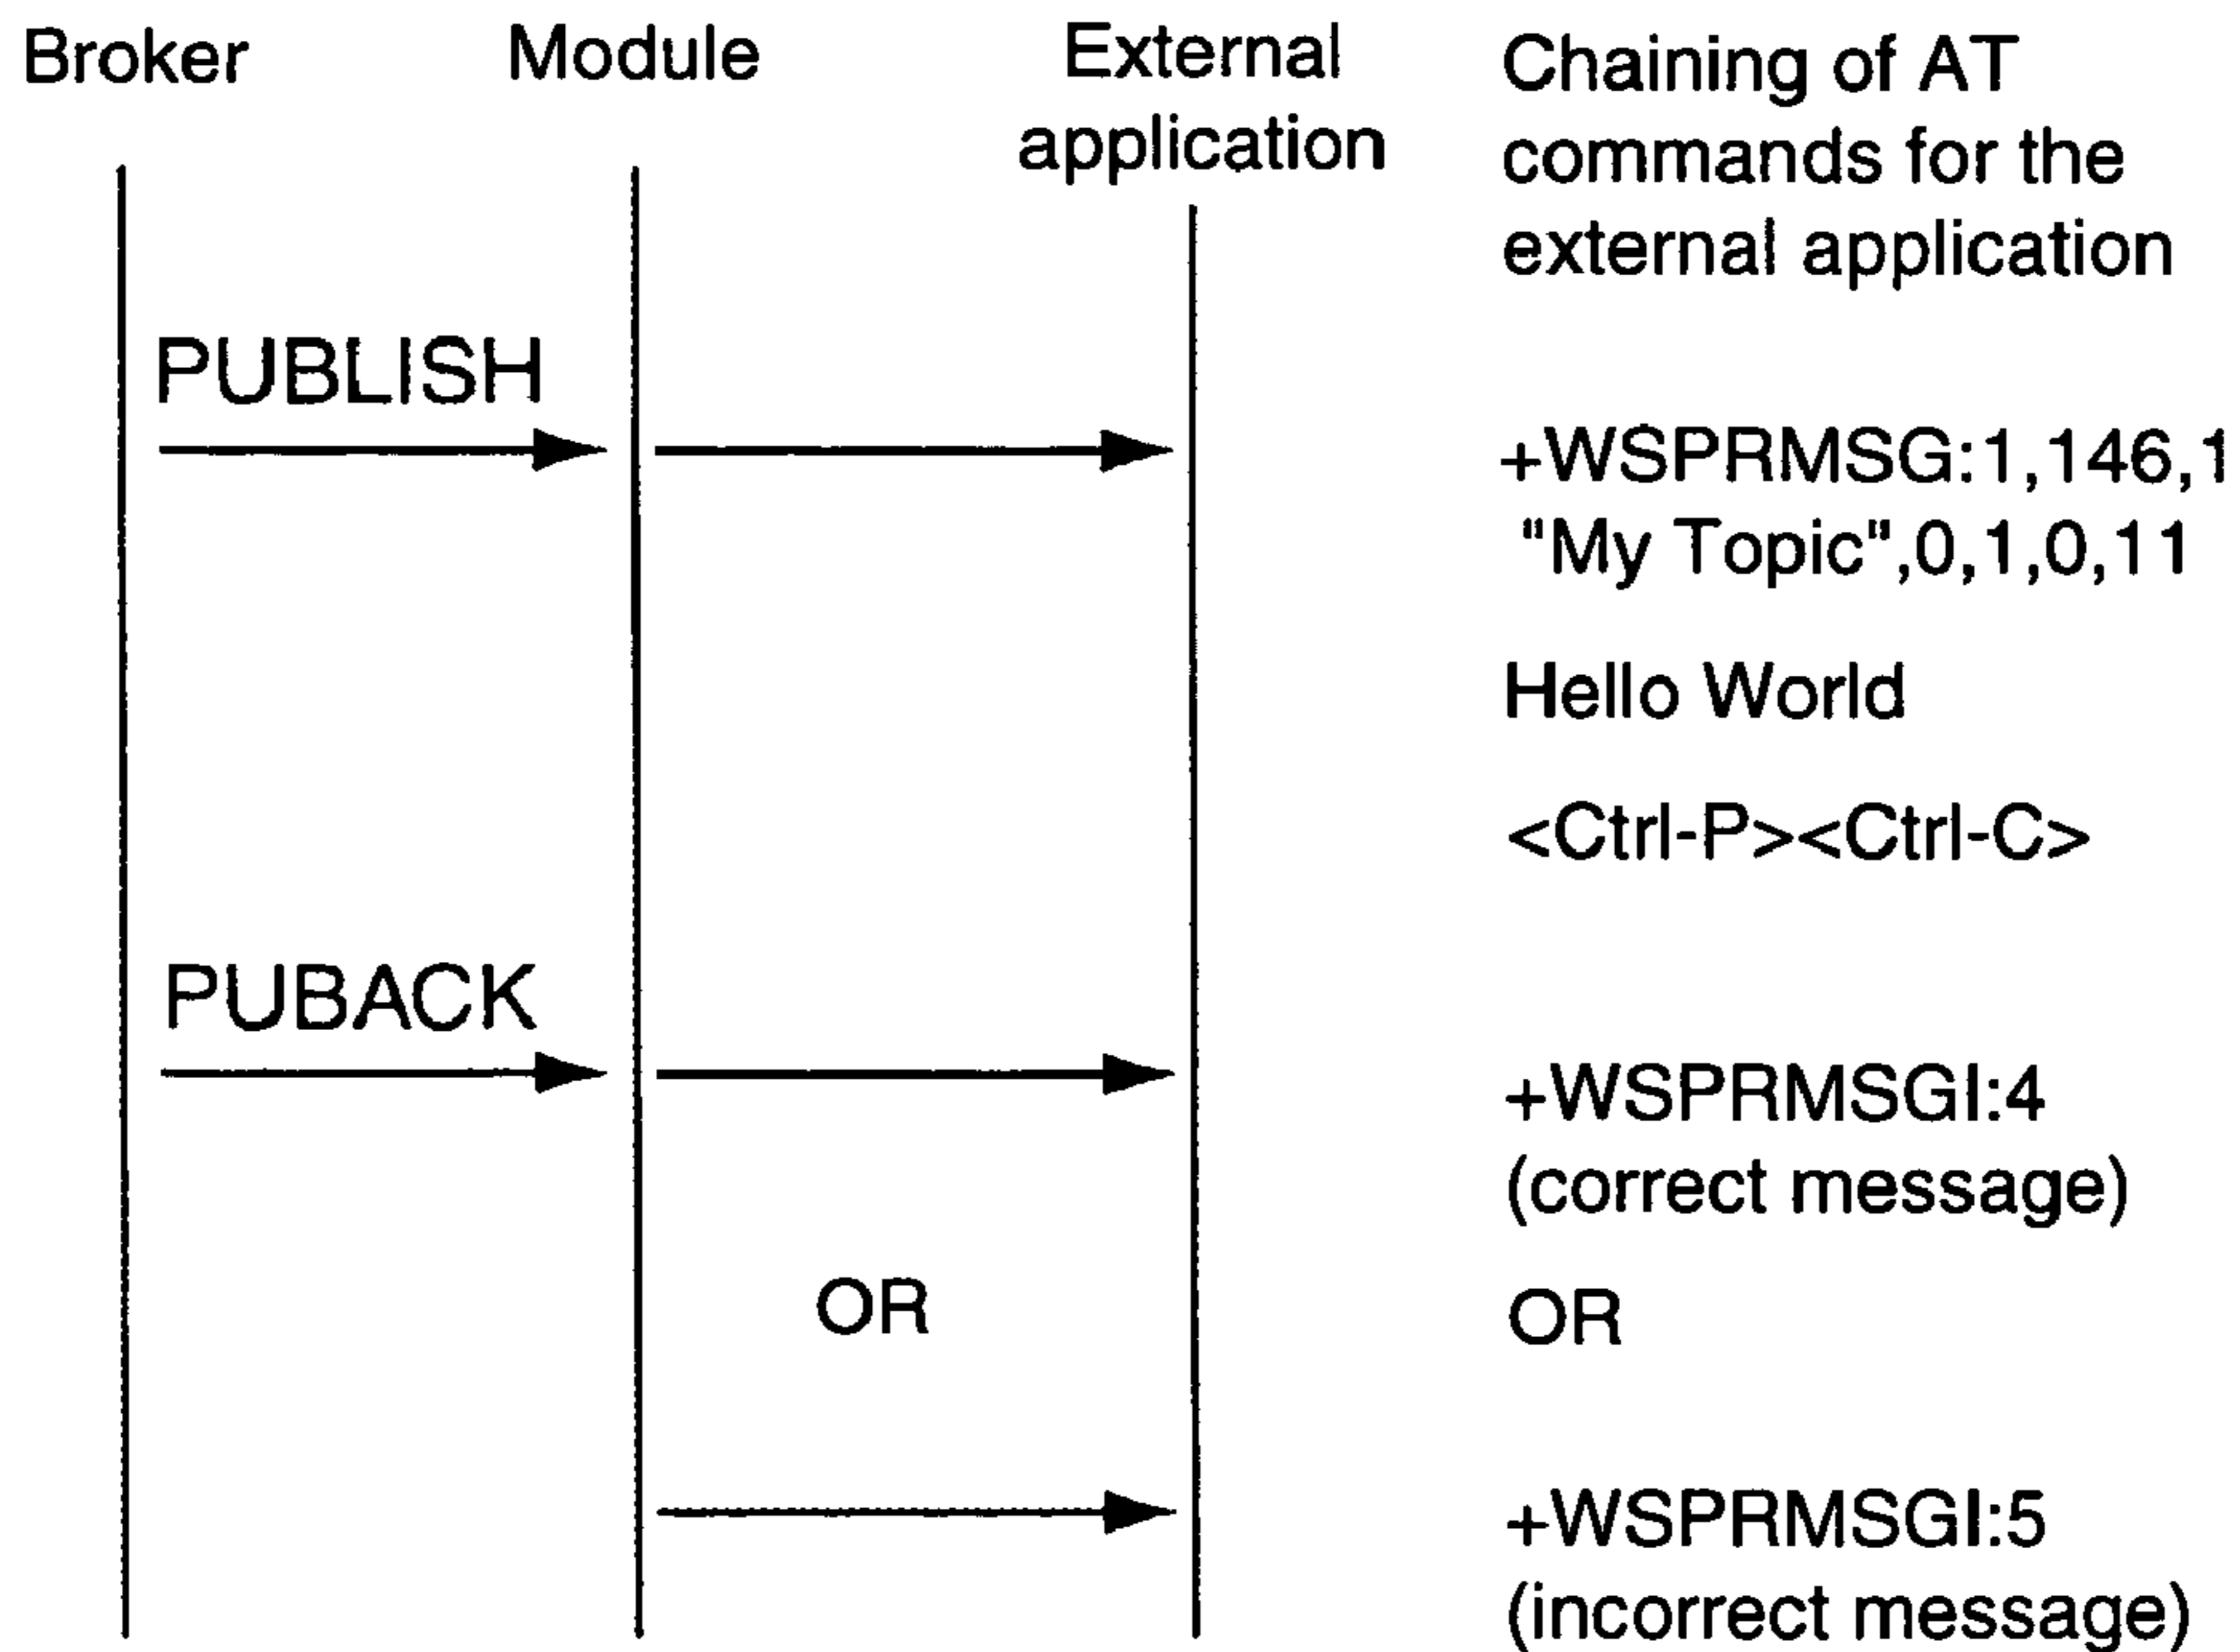 Broker
Module
External
application
Chaining of AT
commands for the
external application
PUBLISH
+WSPRMSG:1,146,1
"My Topic",0,1,0,11
Hello World
<Ctrl-P><Ctrl-C>
PUBACK
+WSPRMSGI:4
(correct message)
OR
OR
+WSPRMSGI:5
(incorrect message)